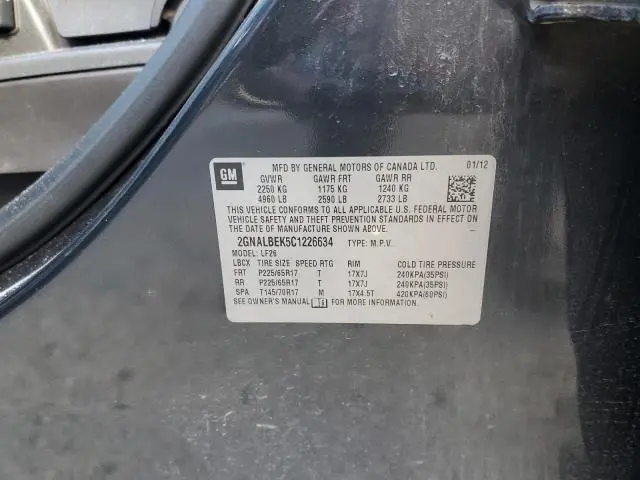 GM
MFD BY GENERAL MOTORS OF CANADA LTD. 01/12
GVWR GAWR FRT GAWR RR
2250 KG 1175 KG 1240 KG
4960 LB 2590 LB 2733 LB
THIS VEHICLE CONFORMS TO ALL APPLICABLE U.S. FEDERAL MOTOR
VEHICLE SAFETY AND THEFT PREVENTION STANDARDS IN EFFECT ON
THE DATE OF MANUFACTURE SHOWN ABOVE.
2GNALBEK5C1226634 TYPE: M.P.V.
MODEL: LF26
LBCX TIRE SIZE SPEED RTG RIM COLD TIRE PRESSURE
FRT P225/65R17 T 17X7J 240KPA(35PSI)
RR P225/65R17 T 17X7J 240KPA(35PSI)
SPA T145/70R17 M 17X4.5T 420KPA(60PSI)
SEE OWNER'S MANUAL FOR MORE INFORMATION.